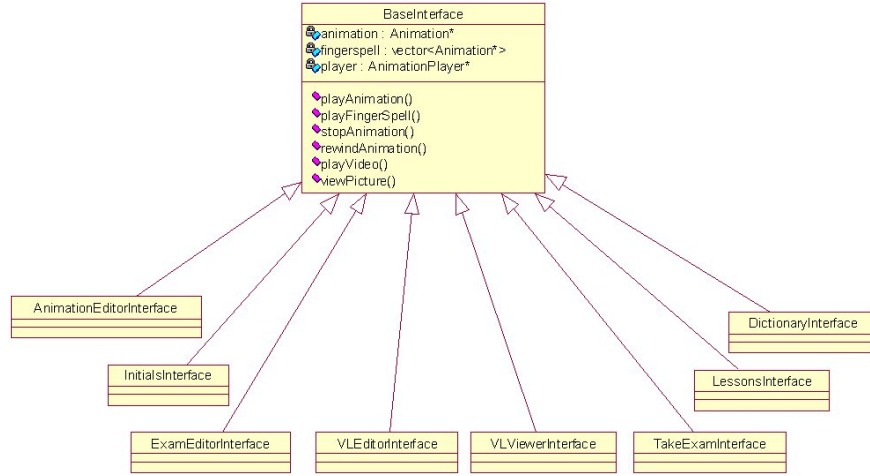 BaseInterface
animation : Animation*
fingerspell : vector<Animation*>
player : AnimationPlayer*
playAnimation()
playFingerSpell()
stopAnimation()
rewindAnimation()
playVideo()
viewPicture()
AnimationEditorInterface
DictionaryInterface
InitialsInterface
LessonsInterface
ExamEditorInterface
VLEditorInterface
VLViewerInterface
TakeExamInterface